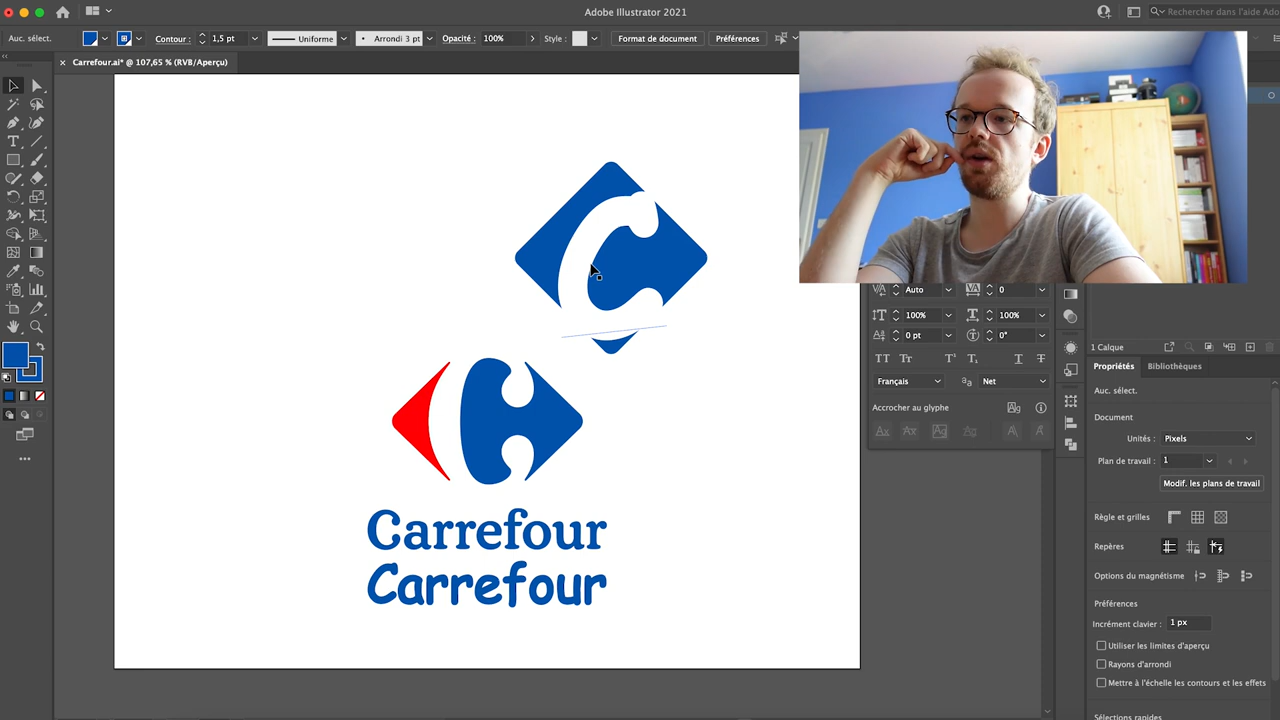 Adobe Illustrator 2021
Rechercher dans l'aide Ado
Auc. sélect.
Contour :
1,5 pt
Uniforme
Arrondi 3 pt
Opacité :
100%
Style :
Format de document
Préférences
Carrefour.ai* @ 107,65 % (RVB/Aperçu)
Auto
0
100%
100%
0 pt
0°
Français
Net
Accrocher au glyphe
1 Calque
Propriétés
Bibliothèques
Auc. sélect.
Document
Unités :
Pixels
Plan de travail :
1
Modif. les plans de travail
Règle et grilles
Repères
Options du magnétisme
Préférences
Incrément clavier :
1 px
Utiliser les limites d'aperçu
Rayons d'arrondi
Mettre à l'échelle les contours et les effets
Sélections rapides
Carrefour
Carrefour